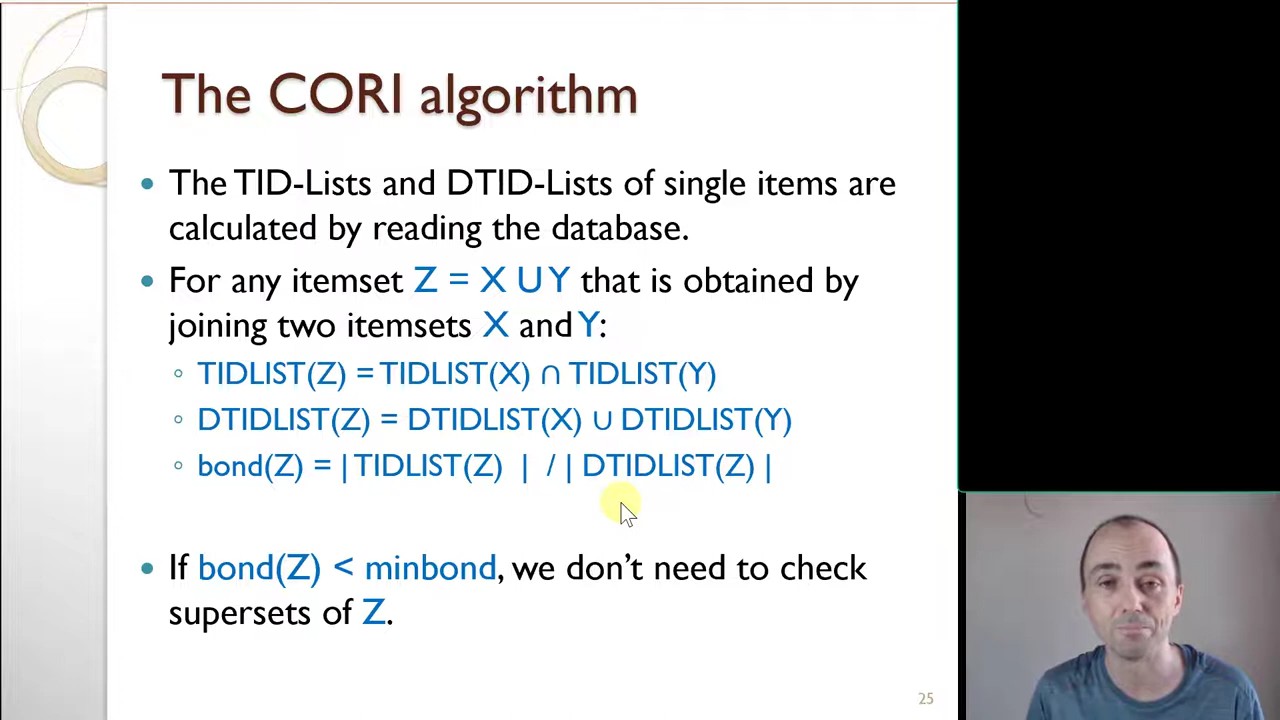 The CORI algorithm
• The TID-Lists and DTID-Lists of single items are
calculated by reading the database.
• For any itemset Z = X U Y that is obtained by
joining two itemsets X and Y:
◦ TIDLIST(Z) = TIDLIST(X) ∩ TIDLIST(Y)
◦ DTIDLIST(Z) = DTIDLIST(X) ∪ DTIDLIST(Y)
◦ bond(Z) = | TIDLIST(Z) | / | DTIDLIST(Z) |
• If bond(Z) < minbond, we don’t need to check
supersets of Z.
25